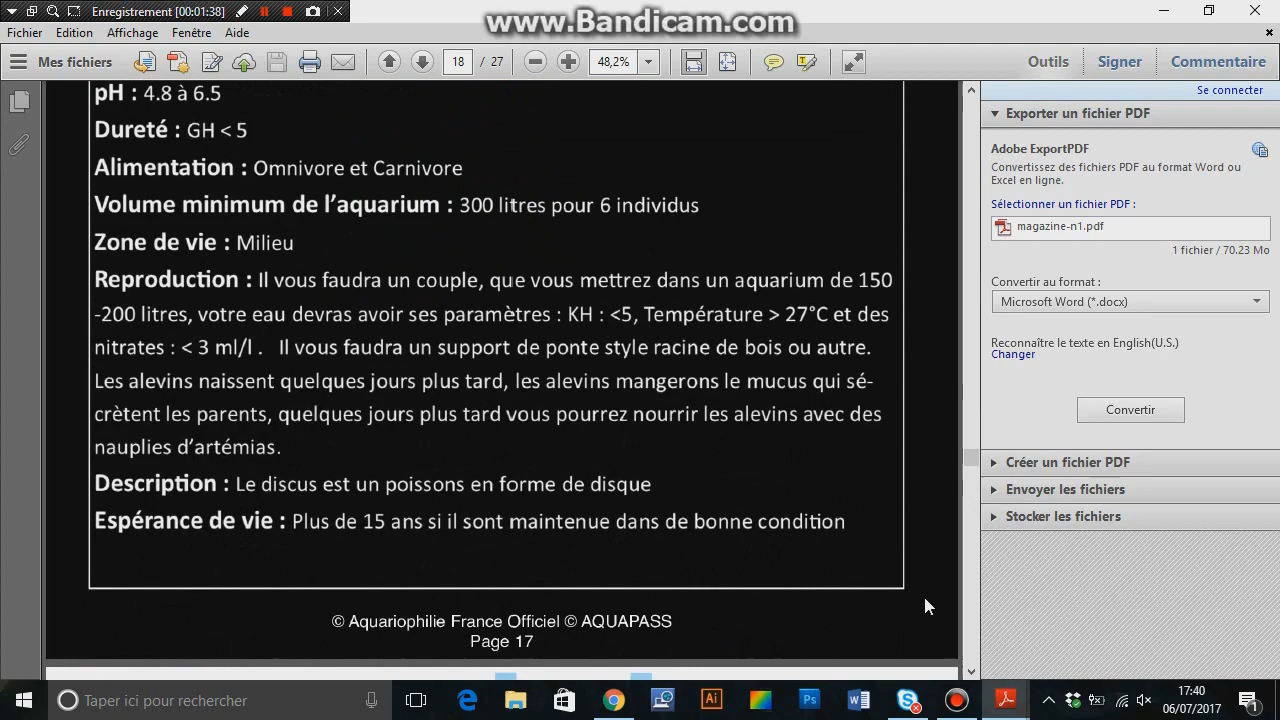 Enregistrement [00:01:38]
www.Bandicam.com
Fichier Edition Affichage Fenêtre Aide
Mes fichiers
18 / 27
48,2%
Outils Signer Commentaire
pH : 4.8 à 6.5
Dureté : GH < 5
Alimentation : Omnivore et Carnivore
Volume minimum de l’aquarium : 300 litres pour 6 individus
Zone de vie : Milieu
Reproduction : Il vous faudra un couple, que vous mettrez dans un aquarium de 150
-200 litres, votre eau devras avoir ses paramètres : KH : <5, Température > 27°C et des
nitrates : < 3 ml/l . Il vous faudra un support de ponte style racine de bois ou autre.
Les alevins naissent quelques jours plus tard, les alevins mangerons le mucus qui sé-
crètent les parents, quelques jours plus tard vous pourrez nourrir les alevins avec des
nauplies d’artémias.
Description : Le discus est un poissons en forme de disque
Espérance de vie : Plus de 15 ans si il sont maintenue dans de bonne condition
© Aquariophilie France Officiel © AQUAPASS
Page 17
Se connecter
Exporter un fichier PDF
Adobe ExportPDF
Convertissez des fichiers PDF au format Word ou
Excel en ligne.
Sélectionner un fichier PDF :
magazine-n1.pdf
1 fichier / 70.23 Mo
Convertir au format :
Microsoft Word (*.docx)
Reconnaître le texte en English(U.S.)
Changer
Convertir
Créer un fichier PDF
Envoyer les fichiers
Stocker les fichiers
Taper ici pour rechercher
Ai
Ps
17:40
06/07/2017
1